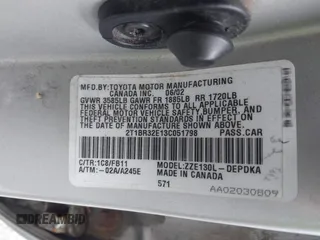 MFD.BY:TOYOTA MOTOR MANUFACTURING
CANADA INC. 06/02
GVWR 3585LB GAWR FR 1885LB RR 1720LB
THIS VEHICLE CONFORMS TO ALL APPLICABLE
FEDERAL MOTOR VEHICLE SAFETY, BUMPER, AND
THEFT PREVENTION STANDARDS IN EFFECT ON
THE DATE OF MANUFACTURE SHOWN ABOVE.
2T1BR32E13C051798 PASS.CAR
C/TR:1C8/FB11 MODEL:ZZE130L-DEPDKA
A/TM:-02A/A245E MADE IN CANADA
571
AA02030B09
DREAMBID